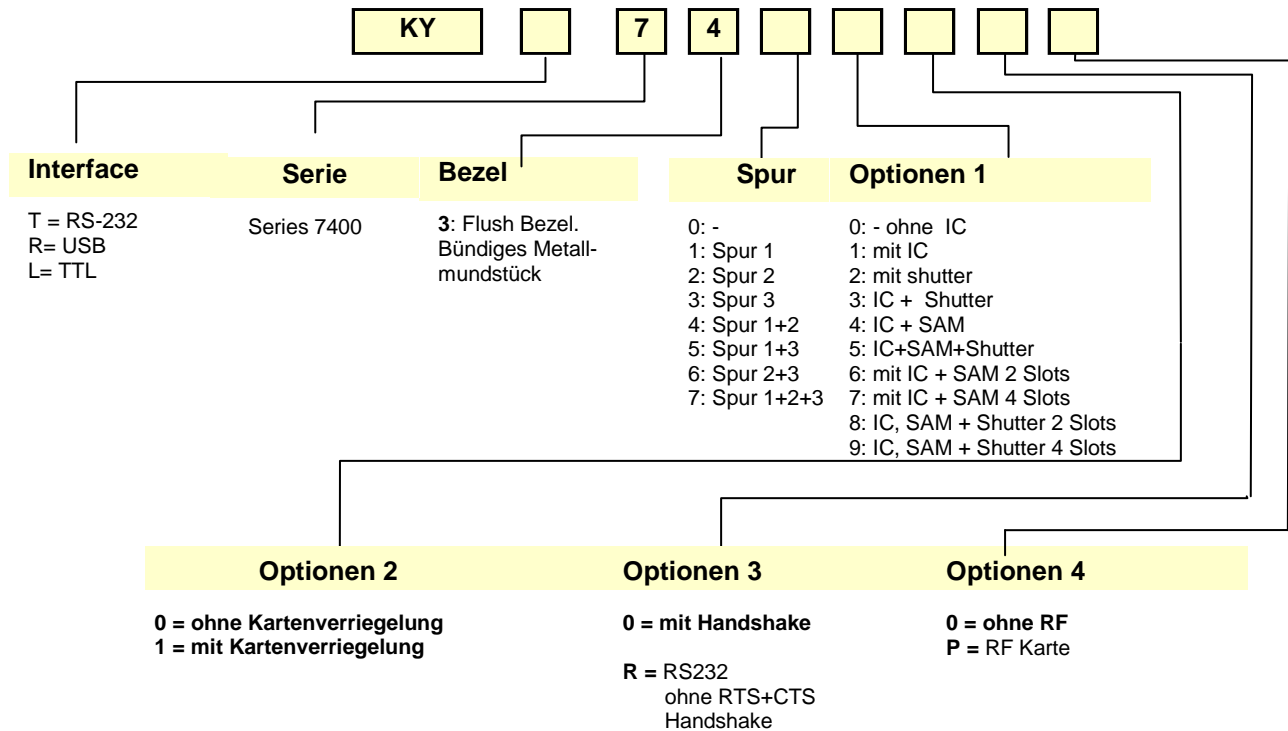 KY 7 4
Interface
T = RS-232
R= USB
L= TTL
Serie
Series 7400
Bezel
3: Flush Bezel.
Bündiges Metall-
mundstück
Spur
0: -
1: Spur 1
2: Spur 2
3: Spur 3
4: Spur 1+2
5: Spur 1+3
6: Spur 2+3
7: Spur 1+2+3
Optionen 1
0: - ohne IC
1: mit IC
2: mit shutter
3: IC + Shutter
4: IC + SAM
5: IC+SAM+Shutter
6: mit IC + SAM 2 Slots
7: mit IC + SAM 4 Slots
8: IC, SAM + Shutter 2 Slots
9: IC, SAM + Shutter 4 Slots
Optionen 2
0 = ohne Kartenverriegelung
1 = mit Kartenverriegelung
Optionen 3
0 = mit Handshake
R = RS232
ohne RTS+CTS
Handshake
Optionen 4
0 = ohne RF
P = RF Karte